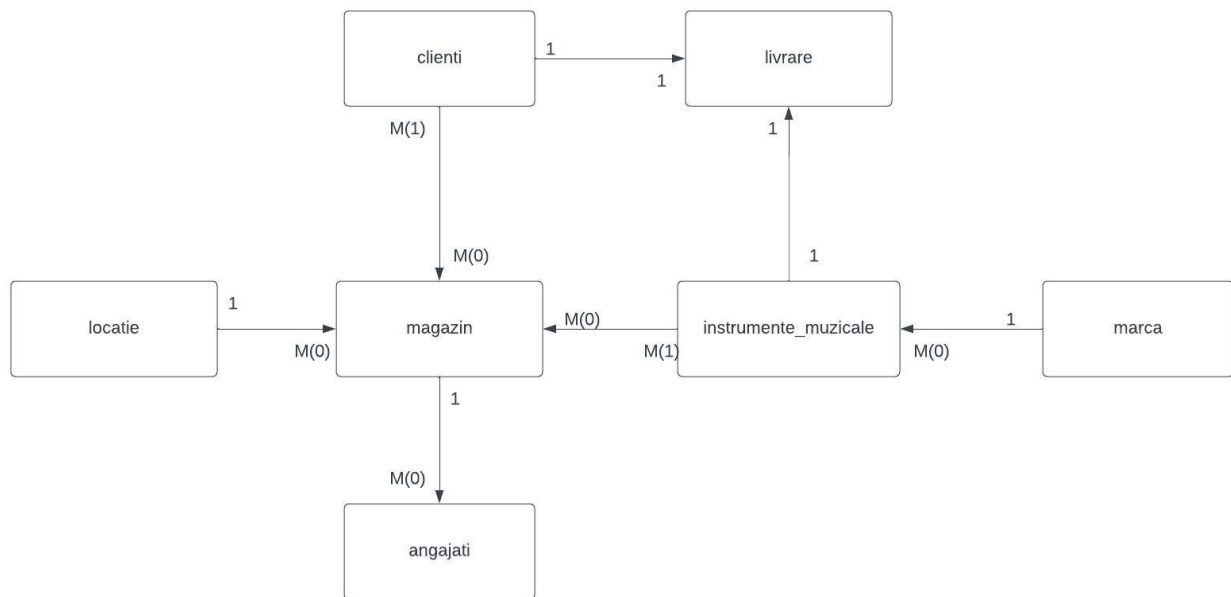 clienti
1
1
livrare
M(1)
1
M(0)
1
locatie
1
M(0)
magazin
M(0)
M(1)
instrumente_muzicale
1
M(0)
marca
1
M(0)
angajati